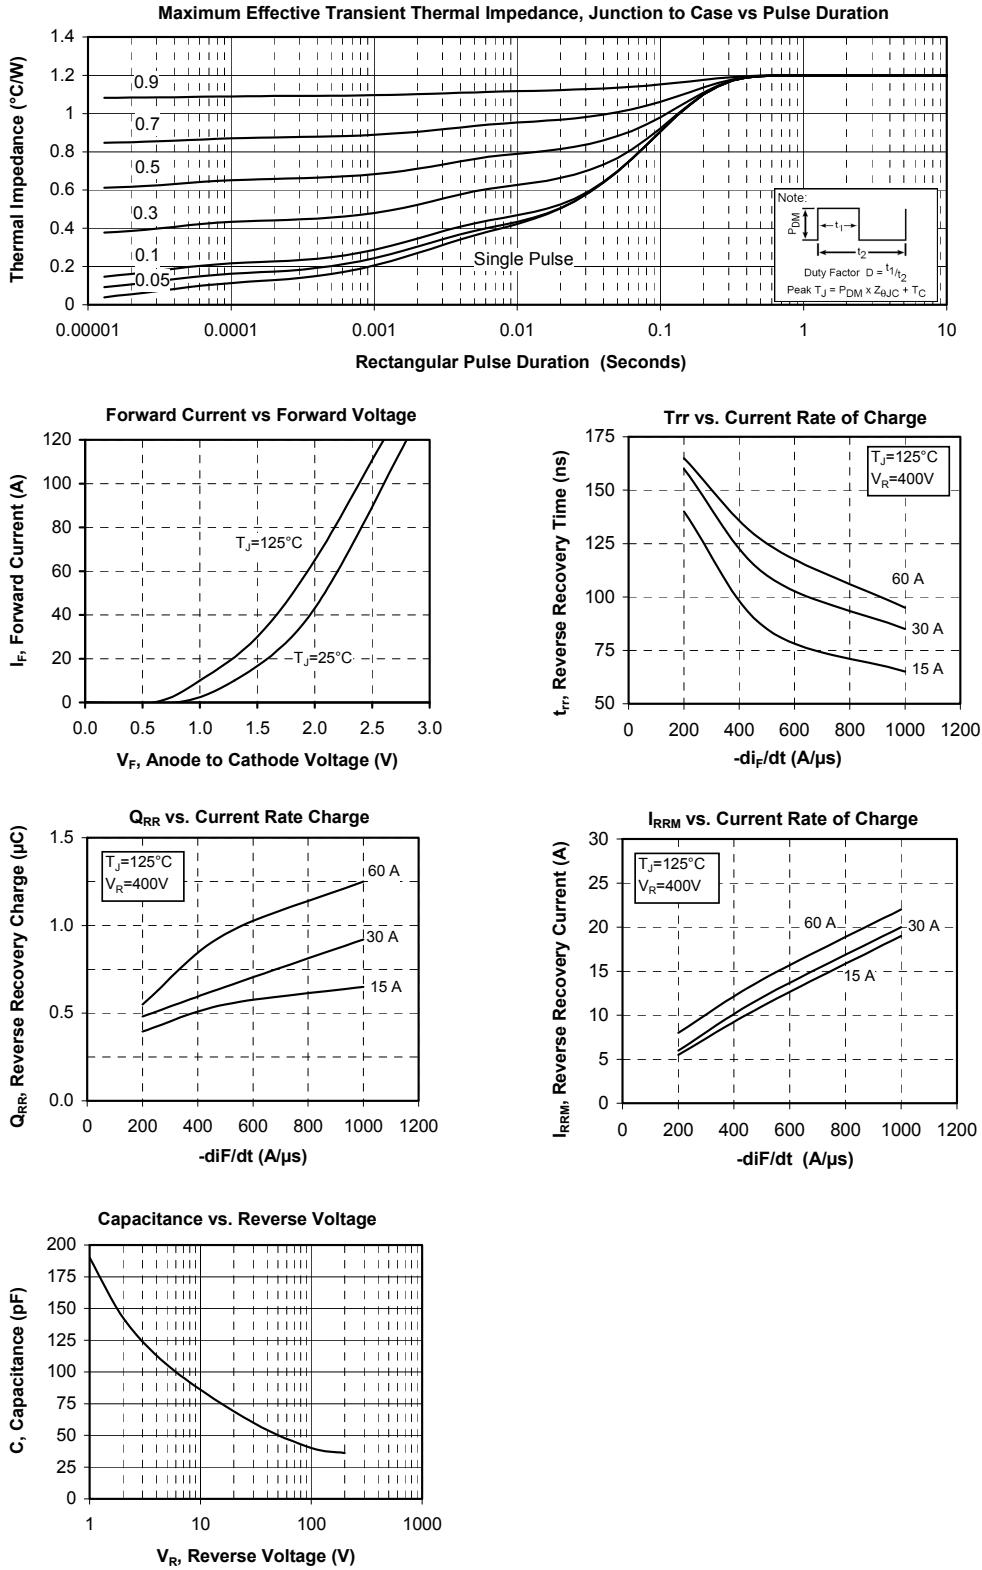 Maximum Effective Transient Thermal Impedance, Junction to Case vs Pulse Duration
Thermal Impedance (°C/W)
1.4
1.2
1
0.8
0.6
0.4
0.2
0
0.9
0.7
0.5
0.3
0.1
0.05
Single Pulse
Note:
PDM
t1
t2
Duty Factor D = t1/t2
Peak TJ = PDM x ZθJC + TC
0.00001 0.0001 0.001 0.01 0.1 1 10
Rectangular Pulse Duration (Seconds)
Forward Current vs Forward Voltage
IF, Forward Current (A)
120
100
80
60
40
20
0
TJ=125°C
TJ=25°C
0.0 0.5 1.0 1.5 2.0 2.5 3.0
VF, Anode to Cathode Voltage (V)
Trr vs. Current Rate of Charge
trr, Reverse Recovery Time (ns)
175
150
125
100
75
50
TJ=125°C
VR=400V
60 A
30 A
15 A
0 200 400 600 800 1000 1200
-diF/dt (A/µs)
QRR vs. Current Rate Charge
QRR, Reverse Recovery Charge (µC)
1.5
1.0
0.5
0.0
TJ=125°C
VR=400V
60 A
30 A
15 A
0 200 400 600 800 1000 1200
-diF/dt (A/µs)
IRRM vs. Current Rate of Charge
IRRM, Reverse Recovery Current (A)
30
25
20
15
10
5
0
TJ=125°C
VR=400V
60 A
30 A
15 A
0 200 400 600 800 1000 1200
-diF/dt (A/µs)
Capacitance vs. Reverse Voltage
C, Capacitance (pF)
200
175
150
125
100
75
50
25
0
1 10 100 1000
VR, Reverse Voltage (V)